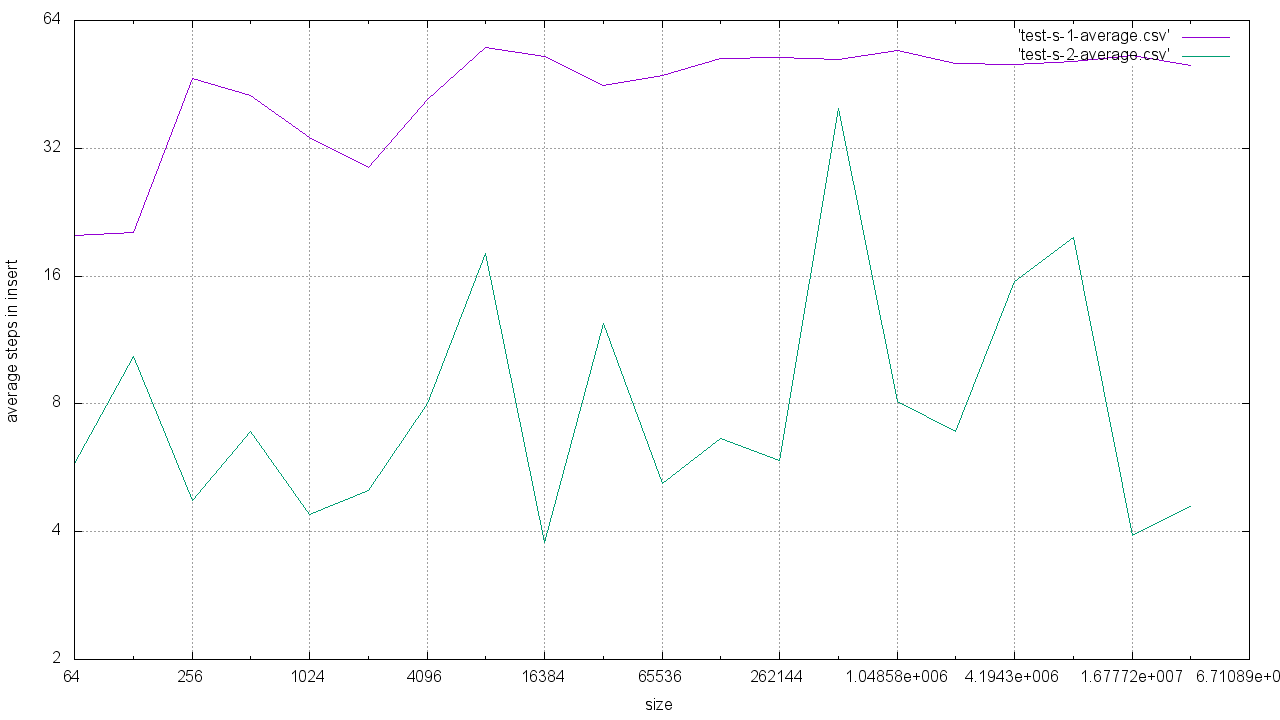 64
'test-s-1-average.csv'
'test-s-2-average.csv'
32
16
average steps in insert
8
4
2
64 256 1024 4096 16384 65536 262144 1.04858e+006 4.1943e+006 1.67772e+007 6.71089e+0
size